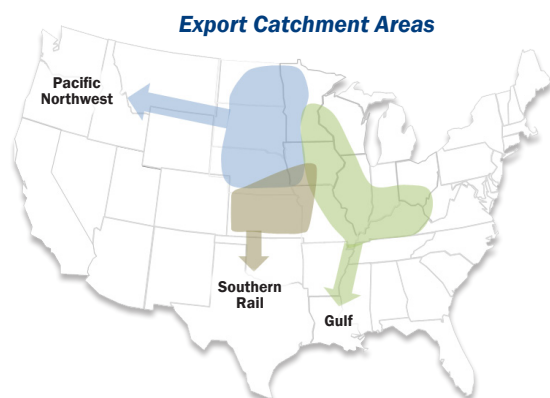 Export Catchment Areas
Pacific
Northwest
Southern
Rail
Gulf